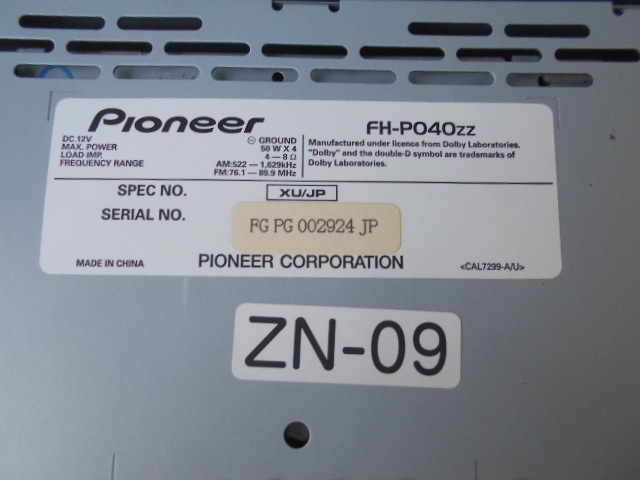 Pioneer
FH-P040ZZ
DC.12V ⊖ GROUND
MAX. POWER 50 W X 4
LOAD IMP. 4 — 8 Ω
FREQUENCY RANGE AM:522 — 1,629kHz
FM:76.1 — 89.9 MHz
Manufactured under licence from Dolby Laboratories.
"Dolby" and the double-D symbol are trademarks of
Dolby Laboratories.
SPEC NO. XU/JP
SERIAL NO. FG PG 002924 JP
MADE IN CHINA PIONEER CORPORATION <CAL7299-A/U>
ZN-09